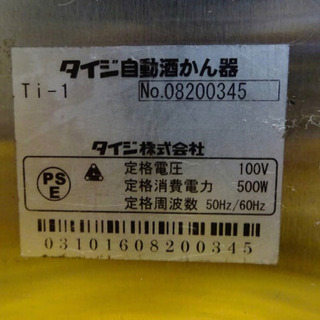 タイジ自動酒かん器
Ti-1 No.08200345
タイジ株式会社
PS
E
定格電圧 100V
定格消費電力 500W
定格周波数 50Hz/60Hz
03101608200345